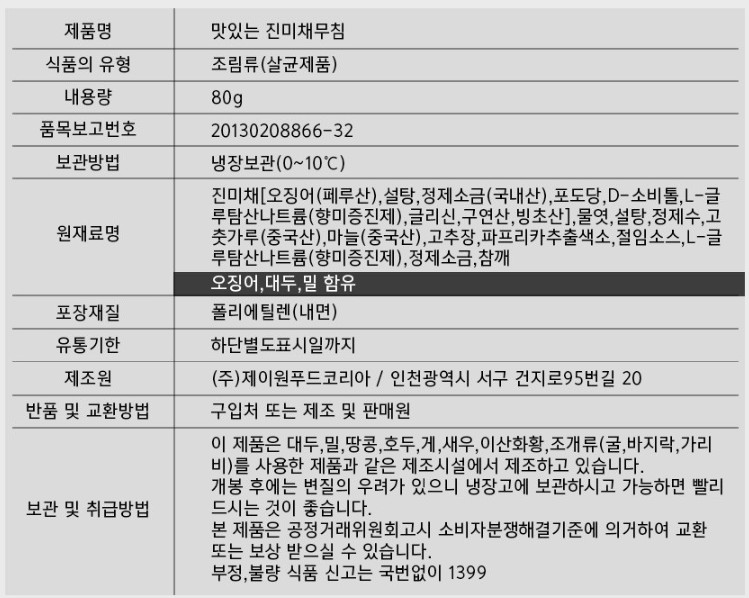 제품명 맛있는 진미채무침
식품의 유형 조림류(살균제품)
내용량 80g
품목보고번호 20130208866-32
보관방법 냉장보관(0~10℃)
진미채[오징어(페루산),설탕,정제소금(국내산),포도당,D-소비톨,L-글
루탐산나트륨(향미증진제),글리신,구연산,빙초산],물엿,설탕,정제수,고
원재료명 춧가루(중국산),마늘(중국산),고추장,파프리카추출색소,절임소스,L-글
루탐산나트륨(향미증진제),정제소금,참깨
오징어,대두,밀 함유
포장재질 폴리에틸렌(내면)
유통기한 하단별도표시일까지
제조원 (주)제이원푸드코리아 / 인천광역시 서구 건지로95번길 20
반품 및 교환방법 구입처 또는 제조 및 판매원
이 제품은 대두,밀,땅콩,호두,게,새우,이산화황,조개류(굴,바지락,가리
비)를 사용한 제품과 같은 제조시설에서 제조하고 있습니다.
개봉 후에는 변질의 우려가 있으니 냉장고에 보관하시고 가능하면 빨리
보관 및 취급방법 드시는 것이 좋습니다.
본 제품은 공정거래위원회고시 소비자분쟁해결기준에 의거하여 교환
또는 보상 받으실 수 있습니다.
부정,불량 식품 신고는 국번없이 1399